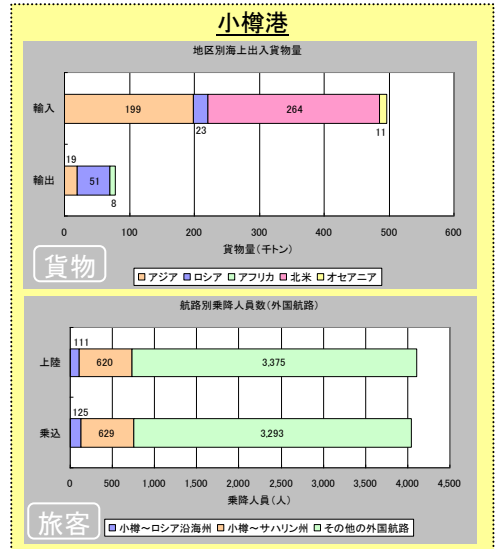 小樽港
地区別海上出入貨物量
輸入
199
23
264
11
輸出
19
51
8
0 100 200 300 400 500 600
貨物量(千トン)
貨物
アジア ロシア アフリカ 北米 オセアニア
航路別乗降人員数(外国航路)
上陸
111
620
3,375
乗込
125
629
3,293
0 500 1,000 1,500 2,000 2,500 3,000 3,500 4,000 4,500
乗降人員(人)
旅客
小樽~ロシア沿海州 小樽~サハリン州 その他の外国航路